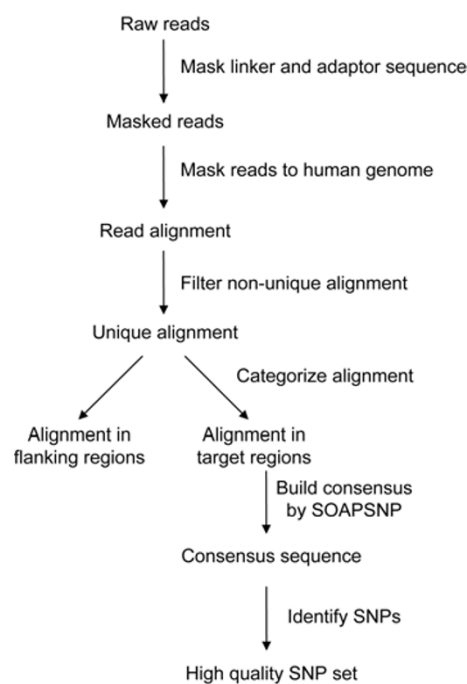 Raw reads
Mask linker and adaptor sequence
Masked reads
Mask reads to human genome
Read alignment
Filter non-unique alignment
Unique alignment
Categorize alignment
Alignment in
flanking regions
Alignment in
target regions
Build consensus
by SOAPSNP
Consensus sequence
Identify SNPs
High quality SNP set